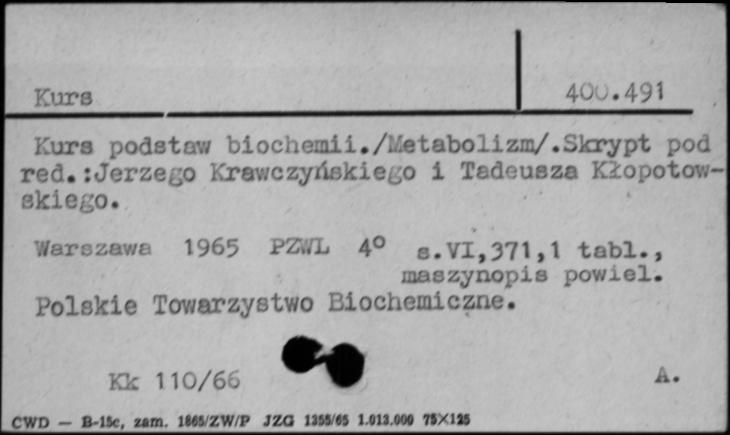 Kurs 400.491
Kurs podstaw biochemii./Metabolizm/.Skrypt pod
red.:Jerzego Krawczyńskiego i Tadeusza Kłopotow-
skiego.
Warszawa 1965 PZWL 4° s.VI,371,1 tabl.,
maszynopis powiel.
Polskie Towarzystwo Biochemiczne.
Kk 110/66 A.
CWD — B-15c, zam. 1865/ZW/P JZG 1355/65 1.013.000 75X125